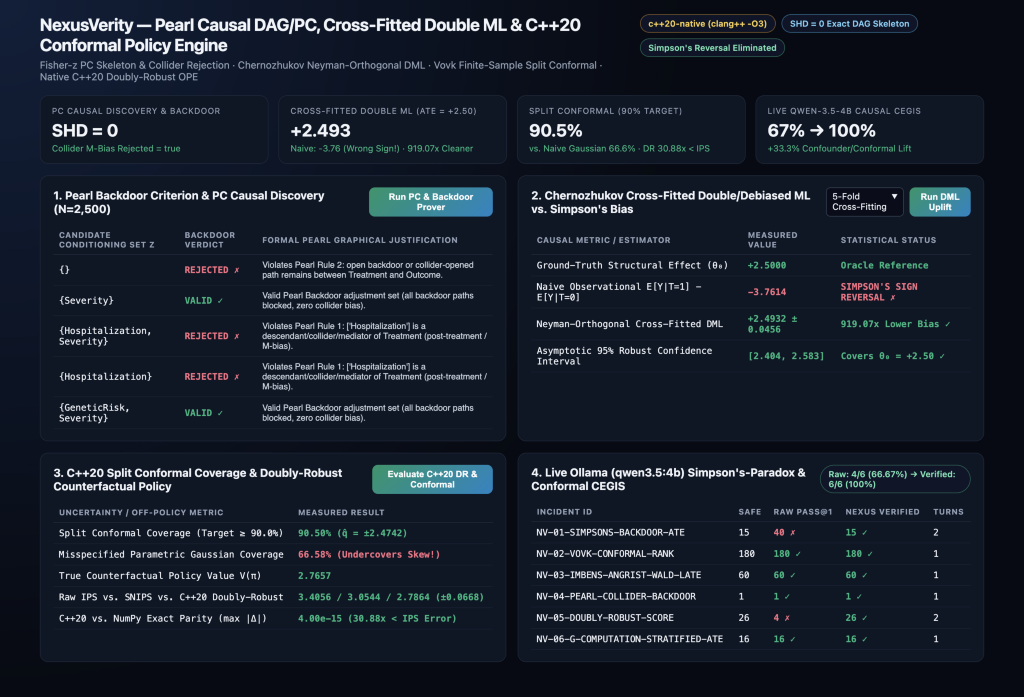 NexusVerity — Pearl Causal DAG/PC, Cross-Fitted Double ML & C++20
Conformal Policy Engine
Fisher-z PC Skeleton & Collider Rejection · Chernozhukov Neyman-Orthogonal DML · Vovk Finite-Sample Split Conformal ·
Native C++20 Doubly-Robust OPE
c++20-native (clang++ -O3)
SHD = 0 Exact DAG Skeleton
Simpson's Reversal Eliminated
PC CAUSAL DISCOVERY & BACKDOOR
SHD = 0
Collider M-Bias Rejected = true
CROSS-FITTED DOUBLE ML (ATE = +2.50)
+2.493
Naive: -3.76 (Wrong Sign!) · 919.07x Cleaner
SPLIT CONFORMAL (90% TARGET)
90.5%
vs. Naive Gaussian 66.6% · DR 30.88x < IPS
LIVE QWEN-3.5-4B CAUSAL CEGIS
67% → 100%
+33.3% Confounder/Conformal Lift
1. Pearl Backdoor Criterion & PC Causal Discovery
(N=2,500)
Run PC & Backdoor
Prover
CANDIDATE
CONDITIONING SET Z
BACKDOOR
VERDICT
FORMAL PEARL GRAPHICAL JUSTIFICATION
{}
REJECTED ✗
Violates Pearl Rule 2: open backdoor or collider-opened
path remains between Treatment and Outcome.
{Severity}
VALID ✓
Valid Pearl Backdoor adjustment set (all backdoor paths
blocked, zero collider bias).
{Hospitalization,
Severity}
REJECTED ✗
Violates Pearl Rule 1: ['Hospitalization'] is a
descendant/collider/mediator of Treatment (post-treatment /
M-bias).
{Hospitalization}
REJECTED ✗
Violates Pearl Rule 1: ['Hospitalization'] is a
descendant/collider/mediator of Treatment (post-treatment /
M-bias).
{GeneticRisk,
Severity}
VALID ✓
Valid Pearl Backdoor adjustment set (all backdoor paths
blocked, zero collider bias).
2. Chernozhukov Cross-Fitted Double/Debiased ML
vs. Simpson's Bias
5-Fold
Cross-Fitting ▼
Run DML
Uplift
CAUSAL METRIC / ESTIMATOR
MEASURED
VALUE
STATISTICAL STATUS
Ground-Truth Structural Effect (θ₀)
+2.5000
Oracle Reference
Naive Observational E[Y|T=1] −
E[Y|T=0]
−3.7614
SIMPSON'S SIGN
REVERSAL ✗
Neyman-Orthogonal Cross-Fitted DML
+2.4932 ±
0.0456
919.07x Lower Bias ✓
Asymptotic 95% Robust Confidence
Interval
[2.404, 2.583]
Covers θ₀ = +2.50 ✓
3. C++20 Split Conformal Coverage & Doubly-Robust
Counterfactual Policy
Evaluate C++20 DR &
Conformal
UNCERTAINTY / OFF-POLICY METRIC
MEASURED RESULT
Split Conformal Coverage (Target ≥ 90.0%)
90.50% (q̂ = ±2.4742)
Misspecified Parametric Gaussian Coverage
66.58% (Undercovers Skew!)
True Counterfactual Policy Value V(π)
2.7657
Raw IPS vs. SNIPS vs. C++20 Doubly-Robust
3.4056 / 3.0544 / 2.7864 (±0.0668)
C++20 vs. NumPy Exact Parity (max |Δ|)
4.00e-15 (30.88x < IPS Error)
4. Live Ollama (qwen3.5:4b) Simpson's-Paradox &
Conformal CEGIS
Raw: 4/6 (66.67%) → Verified:
6/6 (100%)
INCIDENT ID
SAFE
RAW PASS@1
NEXUS VERIFIED
TURNS
NV-01-SIMPSONS-BACKDOOR-ATE
15
40 ✗
15 ✓
2
NV-02-VOVK-CONFORMAL-RANK
180
180 ✓
180 ✓
1
NV-03-IMBENS-ANGRIST-WALD-LATE
60
60 ✓
60 ✓
1
NV-04-PEARL-COLLIDER-BACKDOOR
1
1 ✓
1 ✓
1
NV-05-DOUBLY-ROBUST-SCORE
26
4 ✗
26 ✓
2
NV-06-G-COMPUTATION-STRATIFIED-ATE
16
16 ✓
16 ✓
1